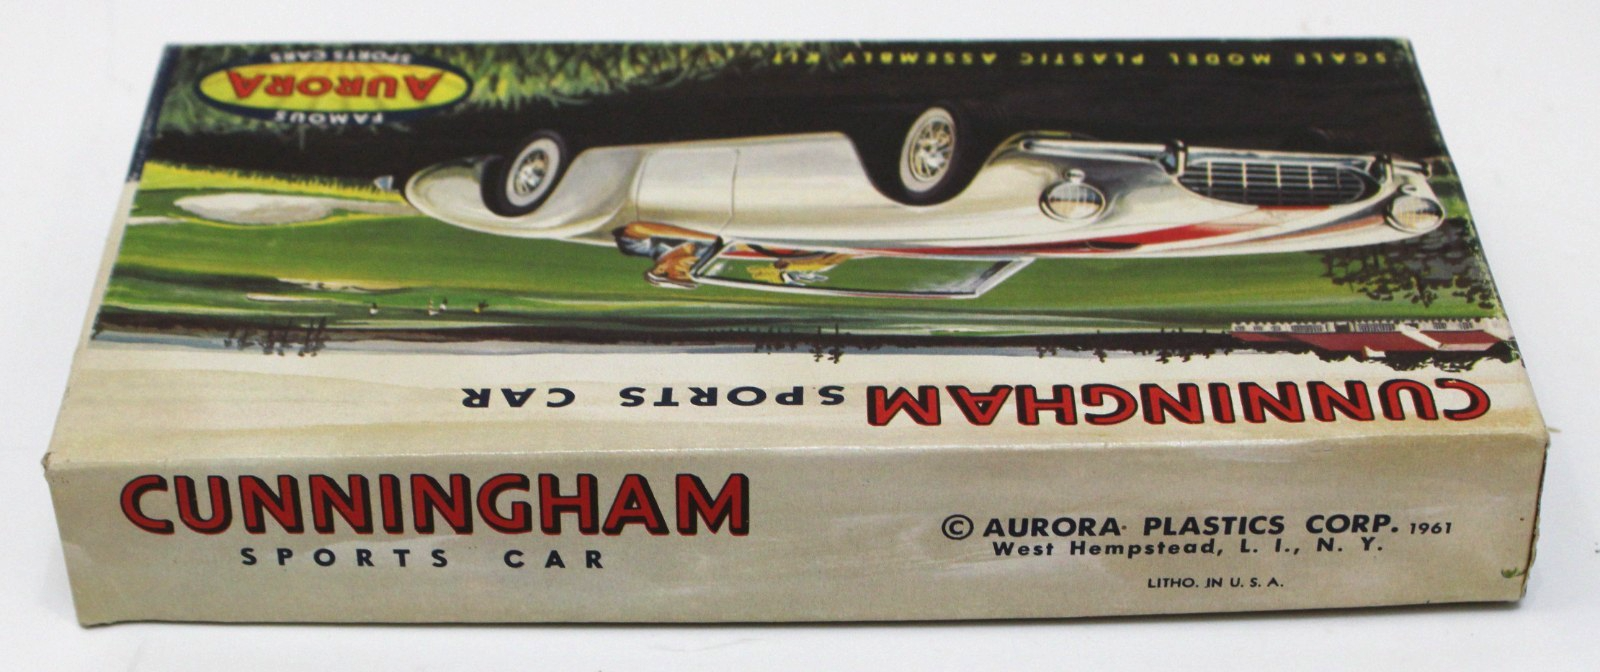 SCALE MODEL PLASTIC ASSEMBLY KIT
FAMOUS
AURORA
SPORTS CARS
CUNNINGHAM SPORTS CAR
CUNNINGHAM
SPORTS CAR
© AURORA PLASTICS CORP. 1961
West Hempstead, L. I., N. Y.
LITHO. IN U. S. A.